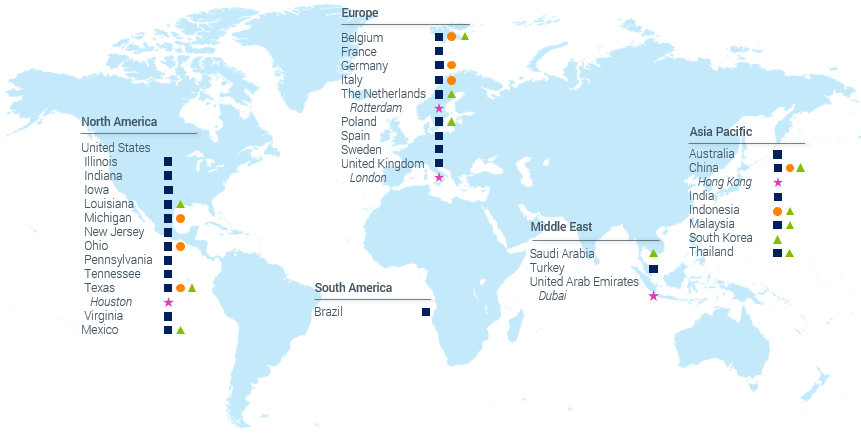 Europe
Belgium
France
Germany
Italy
The Netherlands
Rotterdam
Poland
Spain
Sweden
United Kingdom
London
North America
United States
Illinois
Indiana
Iowa
Louisiana
Michigan
New Jersey
Ohio
Pennsylvania
Tennessee
Texas
Houston
Virginia
Mexico
South America
Brazil
Middle East
Saudi Arabia
Turkey
United Arab Emirates
Dubai
Asia Pacific
Australia
China
Hong Kong
India
Indonesia
Malaysia
South Korea
Thailand